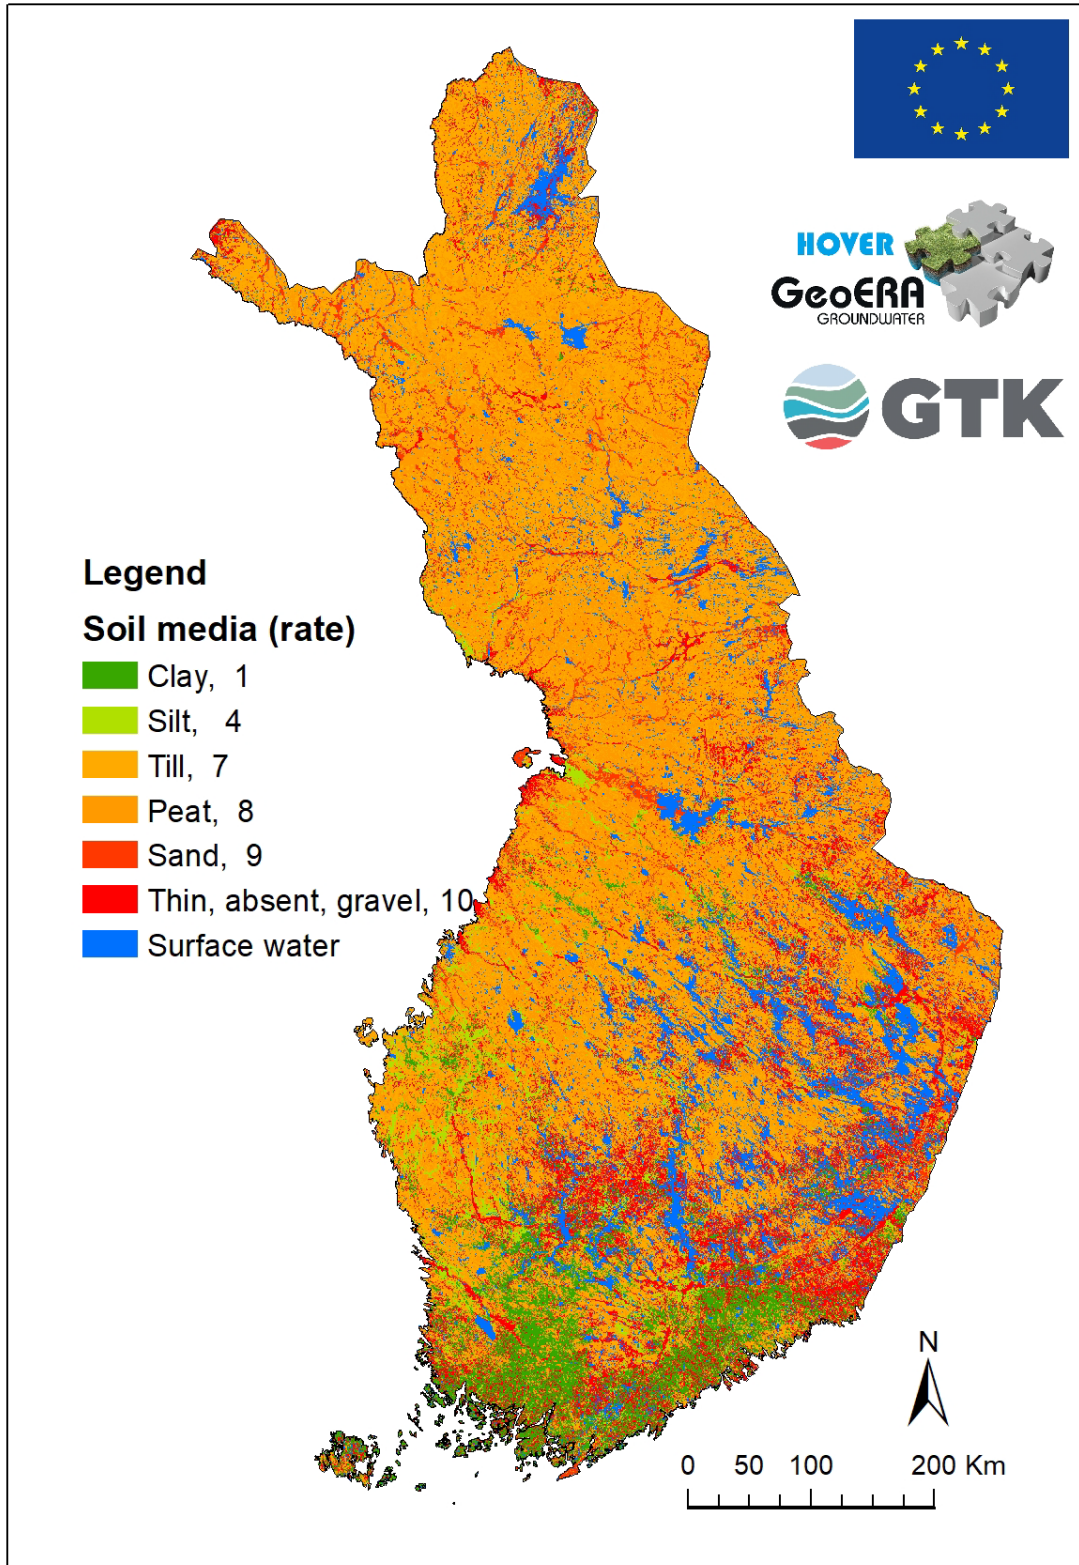 HOVER
GeoERA
GROUNDWATER
GTK
Legend
Soil media (rate)
Clay, 1
Silt, 4
Till, 7
Peat, 8
Sand, 9
Thin, absent, gravel, 10
Surface water
N
0 50 100 200 Km